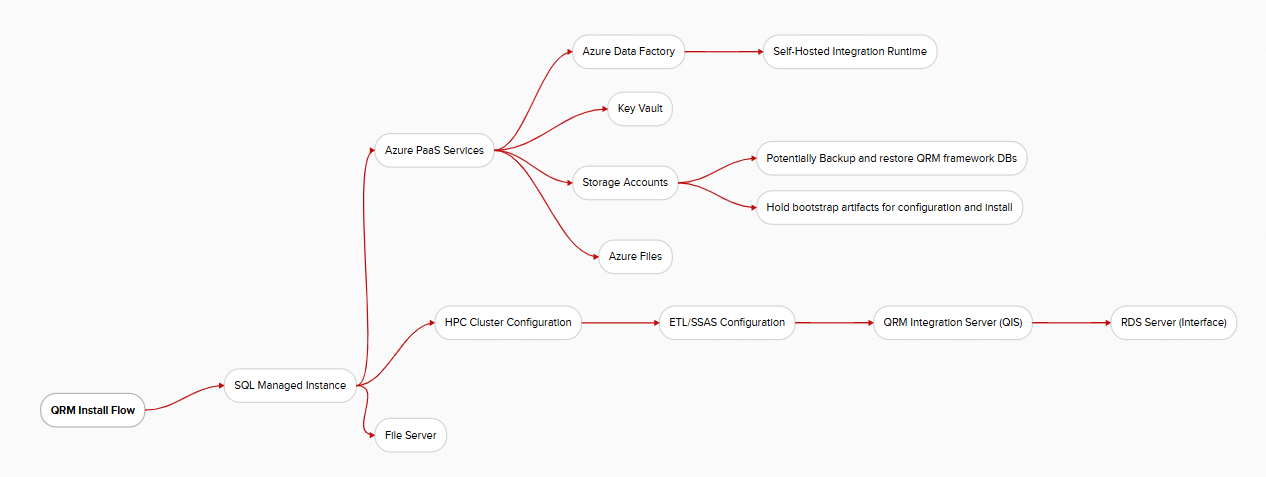 Azure Data Factory
Self-Hosted Integration Runtime
Key Vault
Azure PaaS Services
Potentially Backup and restore QRM framework DBs
Storage Accounts
Hold bootstrap artifacts for configuration and install
Azure Files
HPC Cluster Configuration
ETL/SSAS Configuration
QRM Integration Server (QIS)
RDS Server (Interface)
SQL Managed Instance
QRM Install Flow
File Server